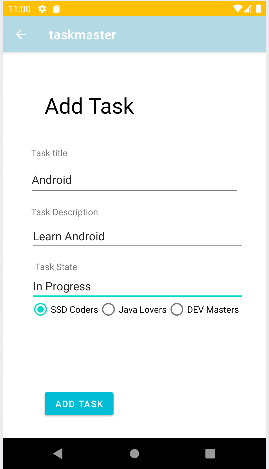 11:00
taskmaster
Add Task
Task title
Android
Task Description
Learn Android
Task State
In Progress
SSD Coders Java Lovers DEV Masters
ADD TASK